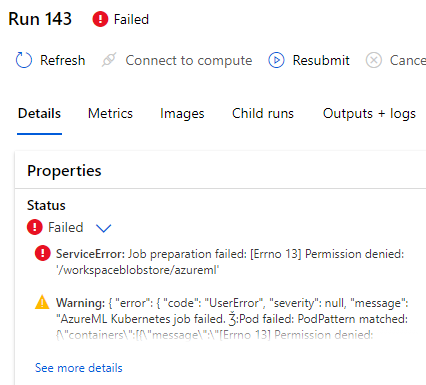 Run 143 Failed
Refresh Connect to compute Resubmit Cance
Details Metrics Images Child runs Outputs + logs
Properties
Status
Failed
ServiceError: Job preparation failed: [Errno 13] Permission denied:
'/workspaceblobstore/azureml'
Warning: { "error": { "code": "UserError", "severity": null, "message":
"AzureML Kubernetes job failed. Ǯ:Pod failed: PodPattern matched:
{\"containers\":[{\"message\":\"[Errno 13] Permission denied:
See more details